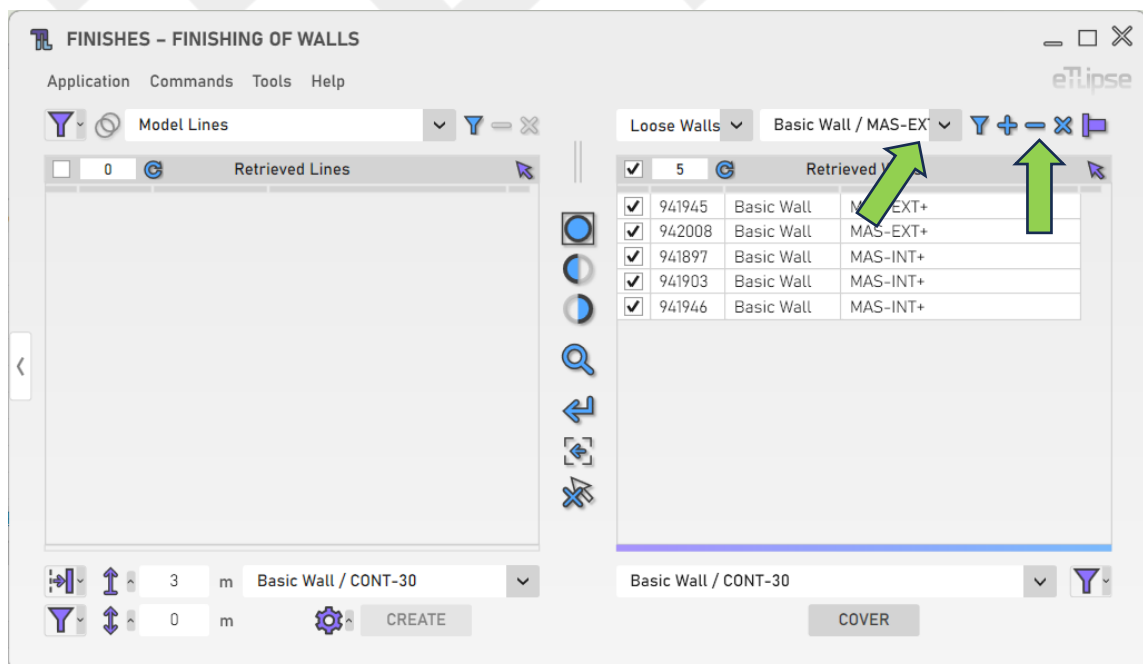 FINISHES – FINISHING OF WALLS
Application Commands Tools Help
eTLipse
Model Lines
Loose Walls Basic Wall / MAS-EX
0 Retrieved Lines
5 Retrieved
941945 Basic Wall MAS-EXT+
942008 Basic Wall MAS-EXT+
941897 Basic Wall MAS-INT+
941903 Basic Wall MAS-INT+
941946 Basic Wall MAS-INT+
3 m Basic Wall / CONT-30
Basic Wall / CONT-30
0 m CREATE
COVER